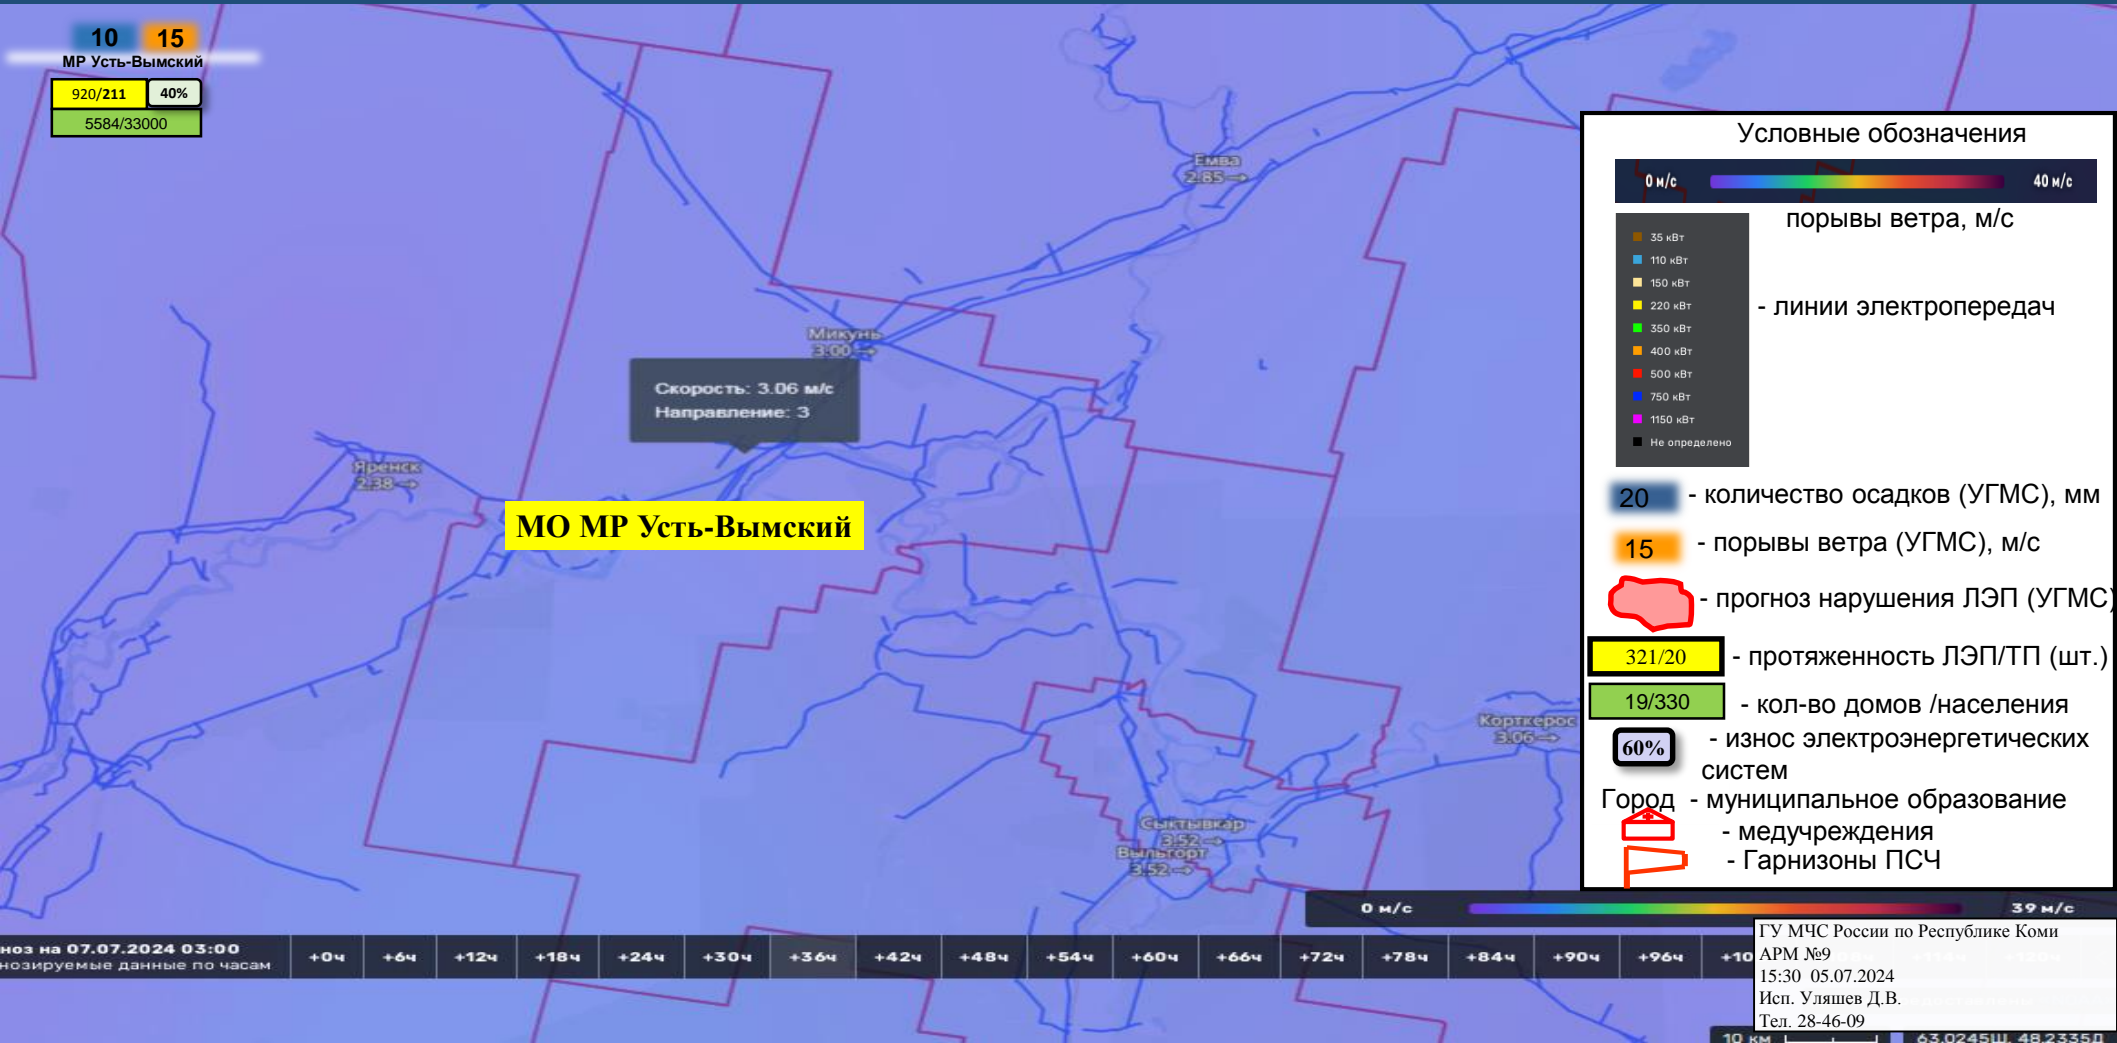 10 15
МР Усть-Вымский
920/211 40%
5584/33000
Емва
2.85→
Микунь
3.00→
Скорость: 3.06 м/с
Направление: З
Яренск
2.38→
МО МР Усть-Вымский
Корткерос
3.06→
Сыктывкар
3.52→
Выльгорт
3.52→
Условные обозначения
0 м/с 40 м/с
порывы ветра, м/с
35 кВт
110 кВт
150 кВт
220 кВт
350 кВт
400 кВт
500 кВт
750 кВт
1150 кВт
Не определено
- линии электропередач
20 - количество осадков (УГМС), мм
15 - порывы ветра (УГМС), м/с
- прогноз нарушения ЛЭП (УГМС)
321/20 - протяженность ЛЭП/ТП (шт.)
19/330 - кол-во домов /населения
60% - износ электроэнергетических
систем
Город - муниципальное образование
- медучреждения
- Гарнизоны ПСЧ
0 м/с 39 м/с
ноз на 07.07.2024 03:00
нозируемые данные по часам
+0ч +6ч +12ч +18ч +24ч +30ч +36ч +42ч +48ч +54ч +60ч +66ч +72ч +78ч +84ч +90ч +96ч +10
ГУ МЧС России по Республике Коми
АРМ №9
15:30 05.07.2024
Исп. Уляшев Д.В.
Тел. 28-46-09
10 км 63.0245Ш, 48.2335Д